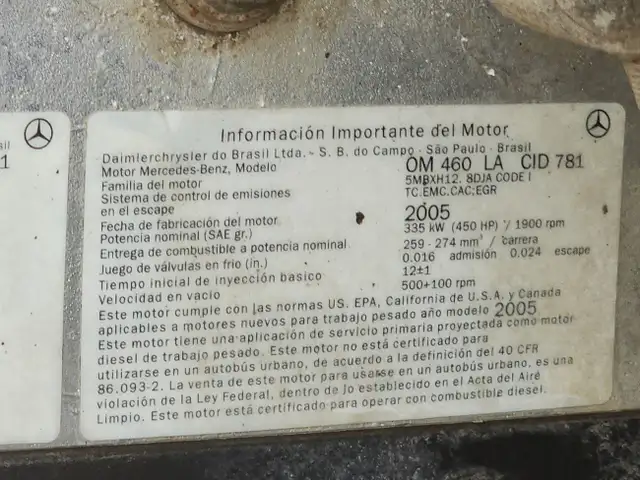 Información Importante del Motor
Daimlerchrysler do Brasil Ltda. - S. B. do Campo - São Paulo - Brasil
Motor Mercedes-Benz, Modelo OM 460 LA CID 781
Familia del motor 5MBXH12.8DJA CODE I
Sistema de control de emisiones TC.EMC.CAC;EGR
en el escape
Fecha de fabricación del motor 2005
Potencia nominal (SAE gr.) 335 kW (450 HP) / 1900 rpm
Entrega de combustible a potencia nominal 259 - 274 mm³ / carrera
Juego de válvulas en frio (in.) 0.016 admisión 0.024 escape
Tiempo inicial de inyección basico 12±1
Velocidad en vacio 500+100 rpm
Este motor cumple con las normas US. EPA, California de U.S.A. y Canada
aplicables a motores nuevos para trabajo pesado año modelo 2005
Este motor tiene una aplicación de servicio primaria proyectada como motor
diesel de trabajo pesado. Este motor no está certificado para
utilizarse en un autobús urbano, de acuerdo a la definición del 40 CFR
86.093-2. La venta de este motor para usarse en un autobús urbano, es una
violación de la Ley Federal, dentro de lo establecido en el Acta del Aire
Limpio. Este motor está certificado para operar con combustible diesel.
sil
1